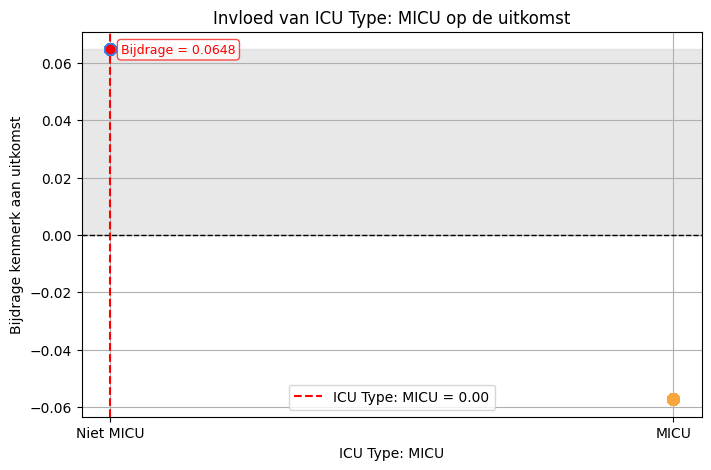 Invloed van ICU Type: MICU op de uitkomst
Bijdrage = 0.0648
Bijdrage kenmerk aan uitkomst
0.06
0.04
0.02
0.00
−0.02
−0.04
−0.06
ICU Type: MICU = 0.00
Niet MICU
MICU
ICU Type: MICU